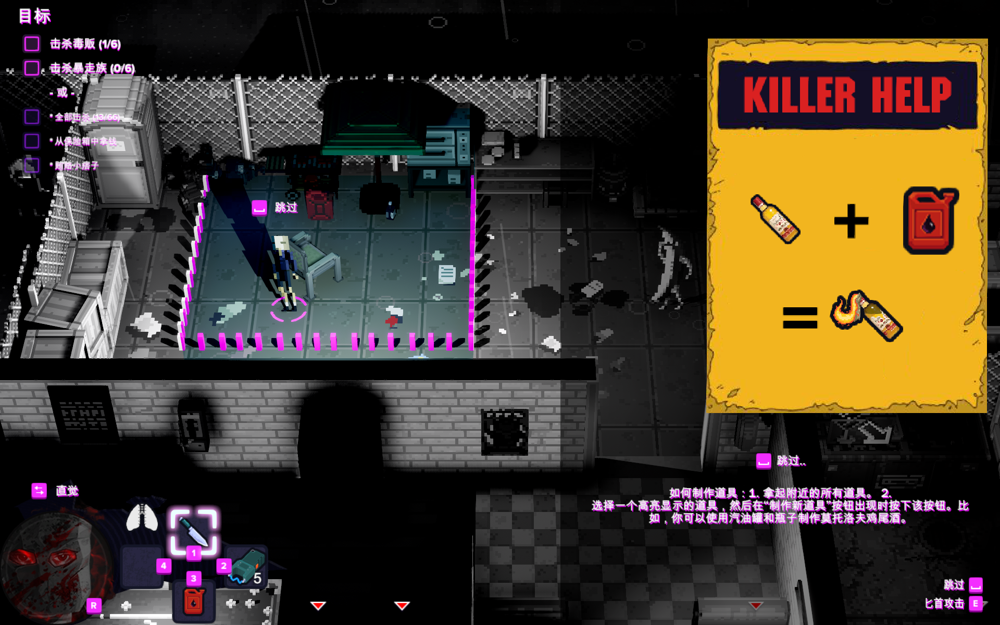 目标
击杀毒贩 (1/6)
击杀暴走族 (0/6)
- 或 -
* 全部击杀 (13/66)
* 从保险箱中拿钱
* 贿赂小痞子
KILLER HELP
+
=
跳过
跳过..
如何制作道具：1. 拿起附近的所有道具。 2.
选择一个高亮显示的道具，然后在“制作新道具”按钮出现时按下该按钮。比
如，你可以使用汽油罐和瓶子制作莫托洛夫鸡尾酒。
直觉
1
4
2
3
5
R
跳过
匕首攻击 E